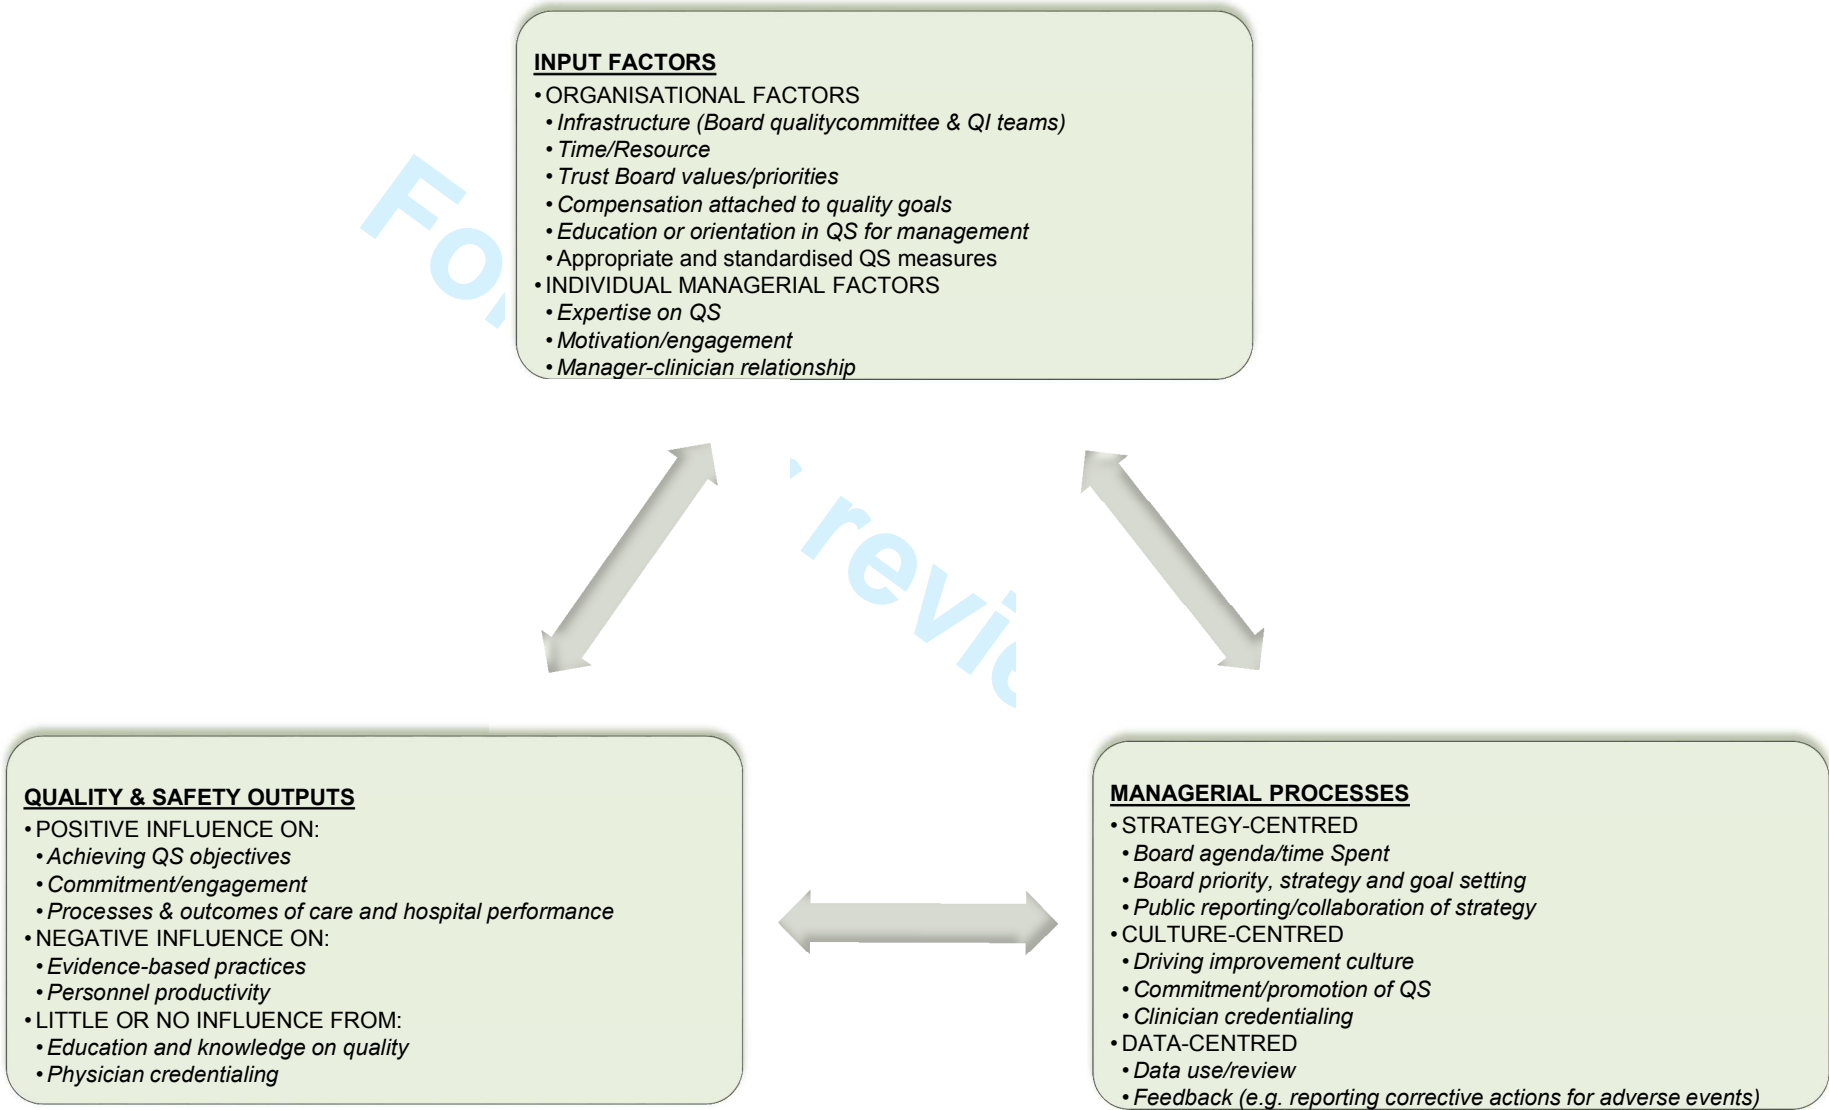 INPUT FACTORS
• ORGANISATIONAL FACTORS
• Infrastructure (Board qualitycommittee & QI teams)
• Time/Resource
• Trust Board values/priorities
• Compensation attached to quality goals
• Education or orientation in QS for management
• Appropriate and standardised QS measures
• INDIVIDUAL MANAGERIAL FACTORS
• Expertise on QS
• Motivation/engagement
• Manager-clinician relationship
QUALITY & SAFETY OUTPUTS
• POSITIVE INFLUENCE ON:
• Achieving QS objectives
• Commitment/engagement
• Processes & outcomes of care and hospital performance
• NEGATIVE INFLUENCE ON:
• Evidence-based practices
• Personnel productivity
• LITTLE OR NO INFLUENCE FROM:
• Education and knowledge on quality
• Physician credentialing
MANAGERIAL PROCESSES
• STRATEGY-CENTRED
• Board agenda/time Spent
• Board priority, strategy and goal setting
• Public reporting/collaboration of strategy
• CULTURE-CENTRED
• Driving improvement culture
• Commitment/promotion of QS
• Clinician credentialing
• DATA-CENTRED
• Data use/review
• Feedback (e.g. reporting corrective actions for adverse events)